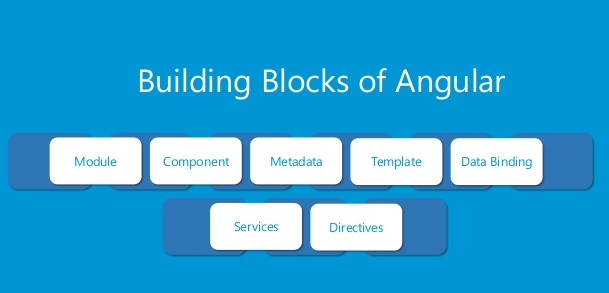 Building Blocks of Angular
Module Component Metadata Template Data Binding
Services Directives